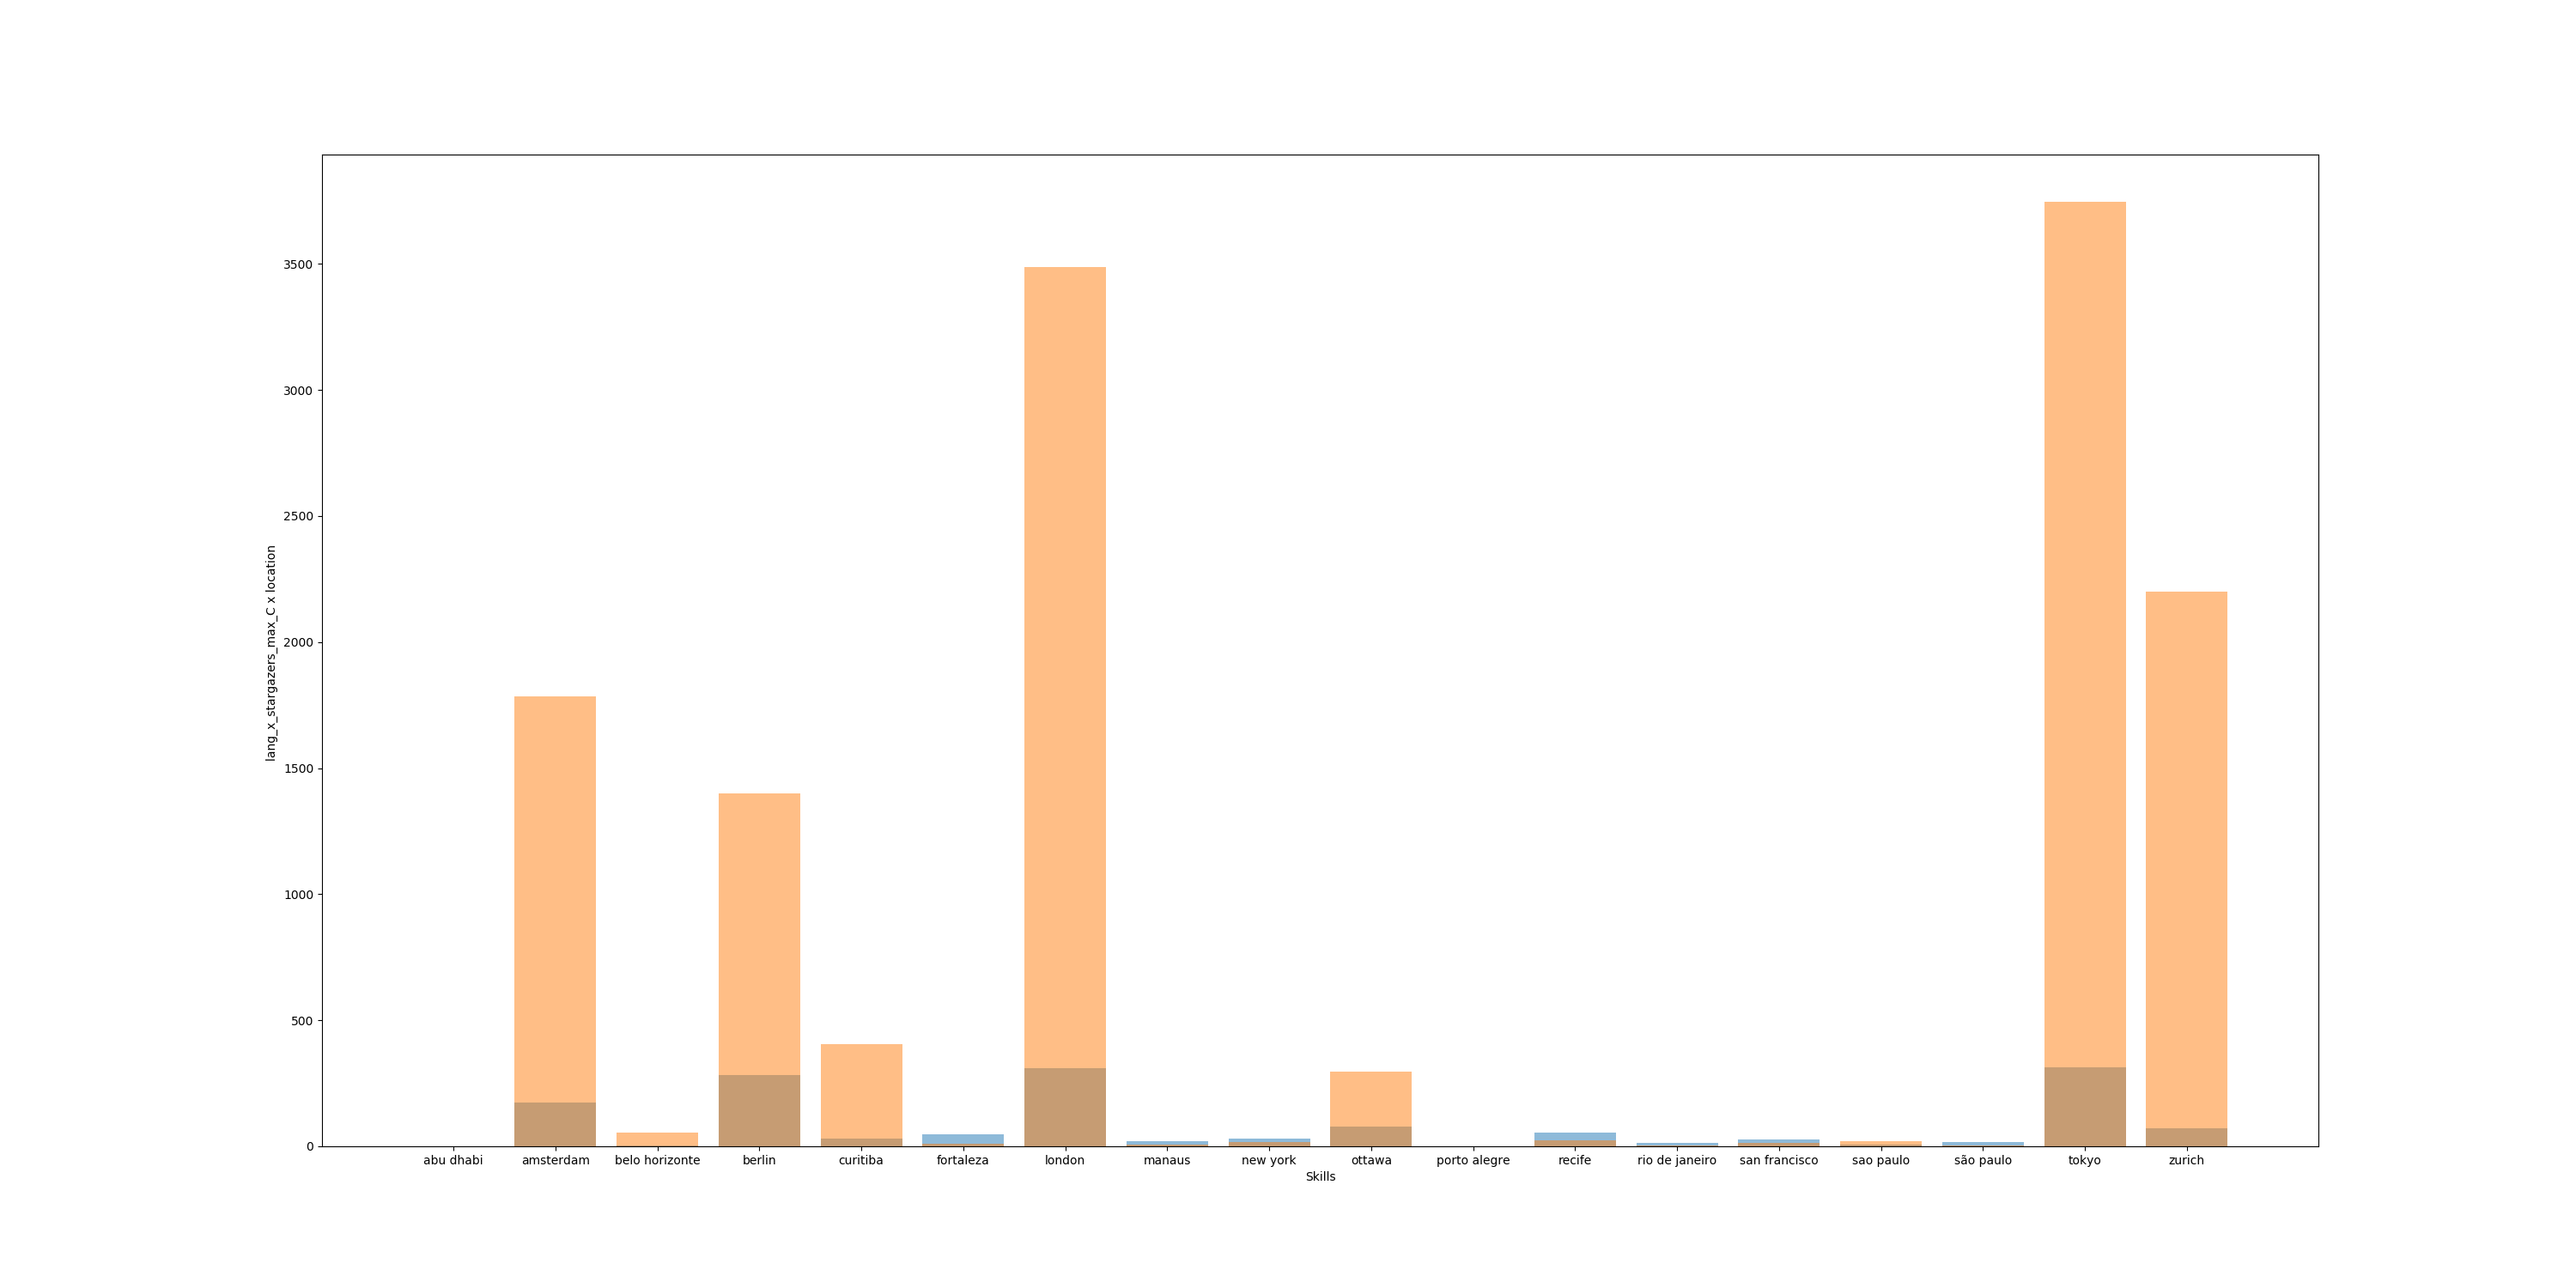 lang_x_stargazers_max_C x location
3500
3000
2500
2000
1500
1000
500
0
abu dhabi amsterdam belo horizonte berlin curitiba fortaleza london manaus new york ottawa porto alegre recife rio de janeiro san francisco sao paulo são paulo tokyo zurich
Skills